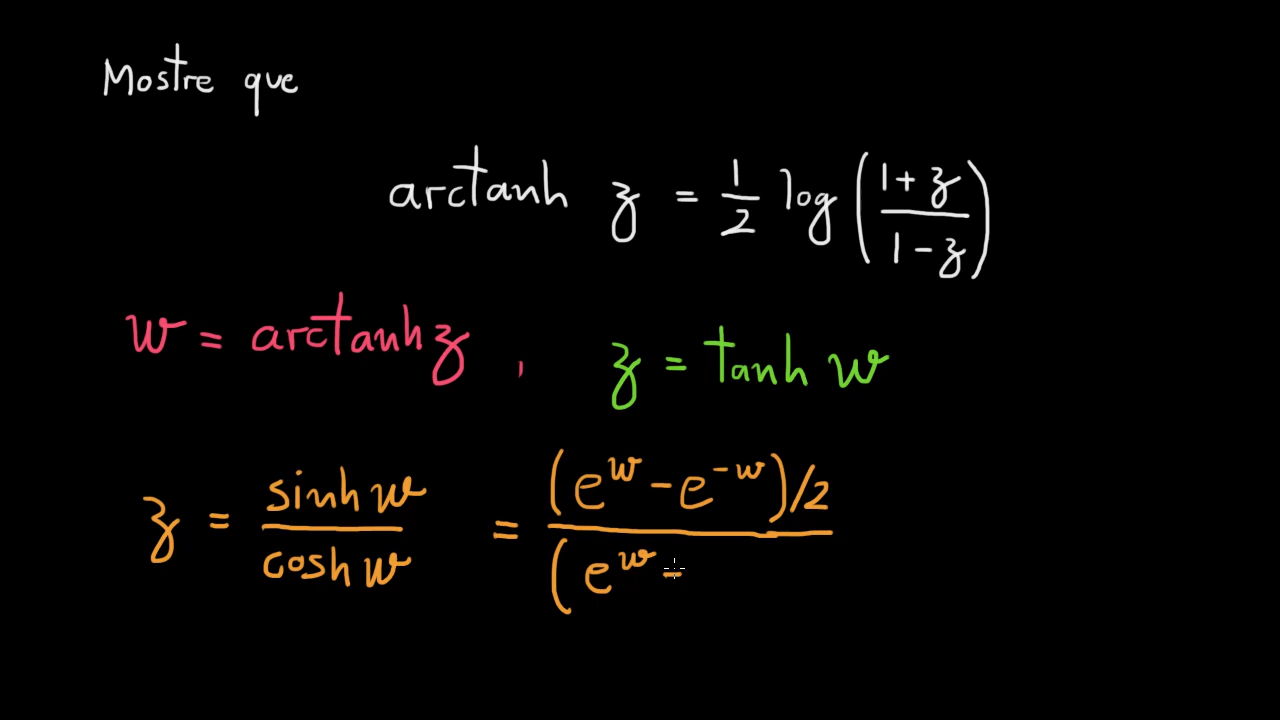 Mostre que
arctanh z = 1/2 log ((1+z)/(1-z))
w = arctanh z , z = tanh w
z = sinh w / cosh w = (e^w - e^-w)/2 / (e^w -